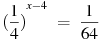 (1/4)^{x-4} = 1/64